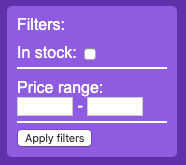 Filters:
In stock:
Price range:
-
Apply filters